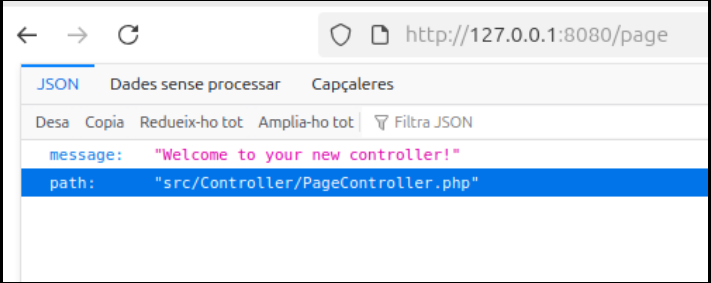 http://127.0.0.1:8080/page
JSON Dades sense processar Capçaleres
Desa Copia Redueix-ho tot Amplia-ho tot Filtra JSON
message: "Welcome to your new controller!"
path: "src/Controller/PageController.php"